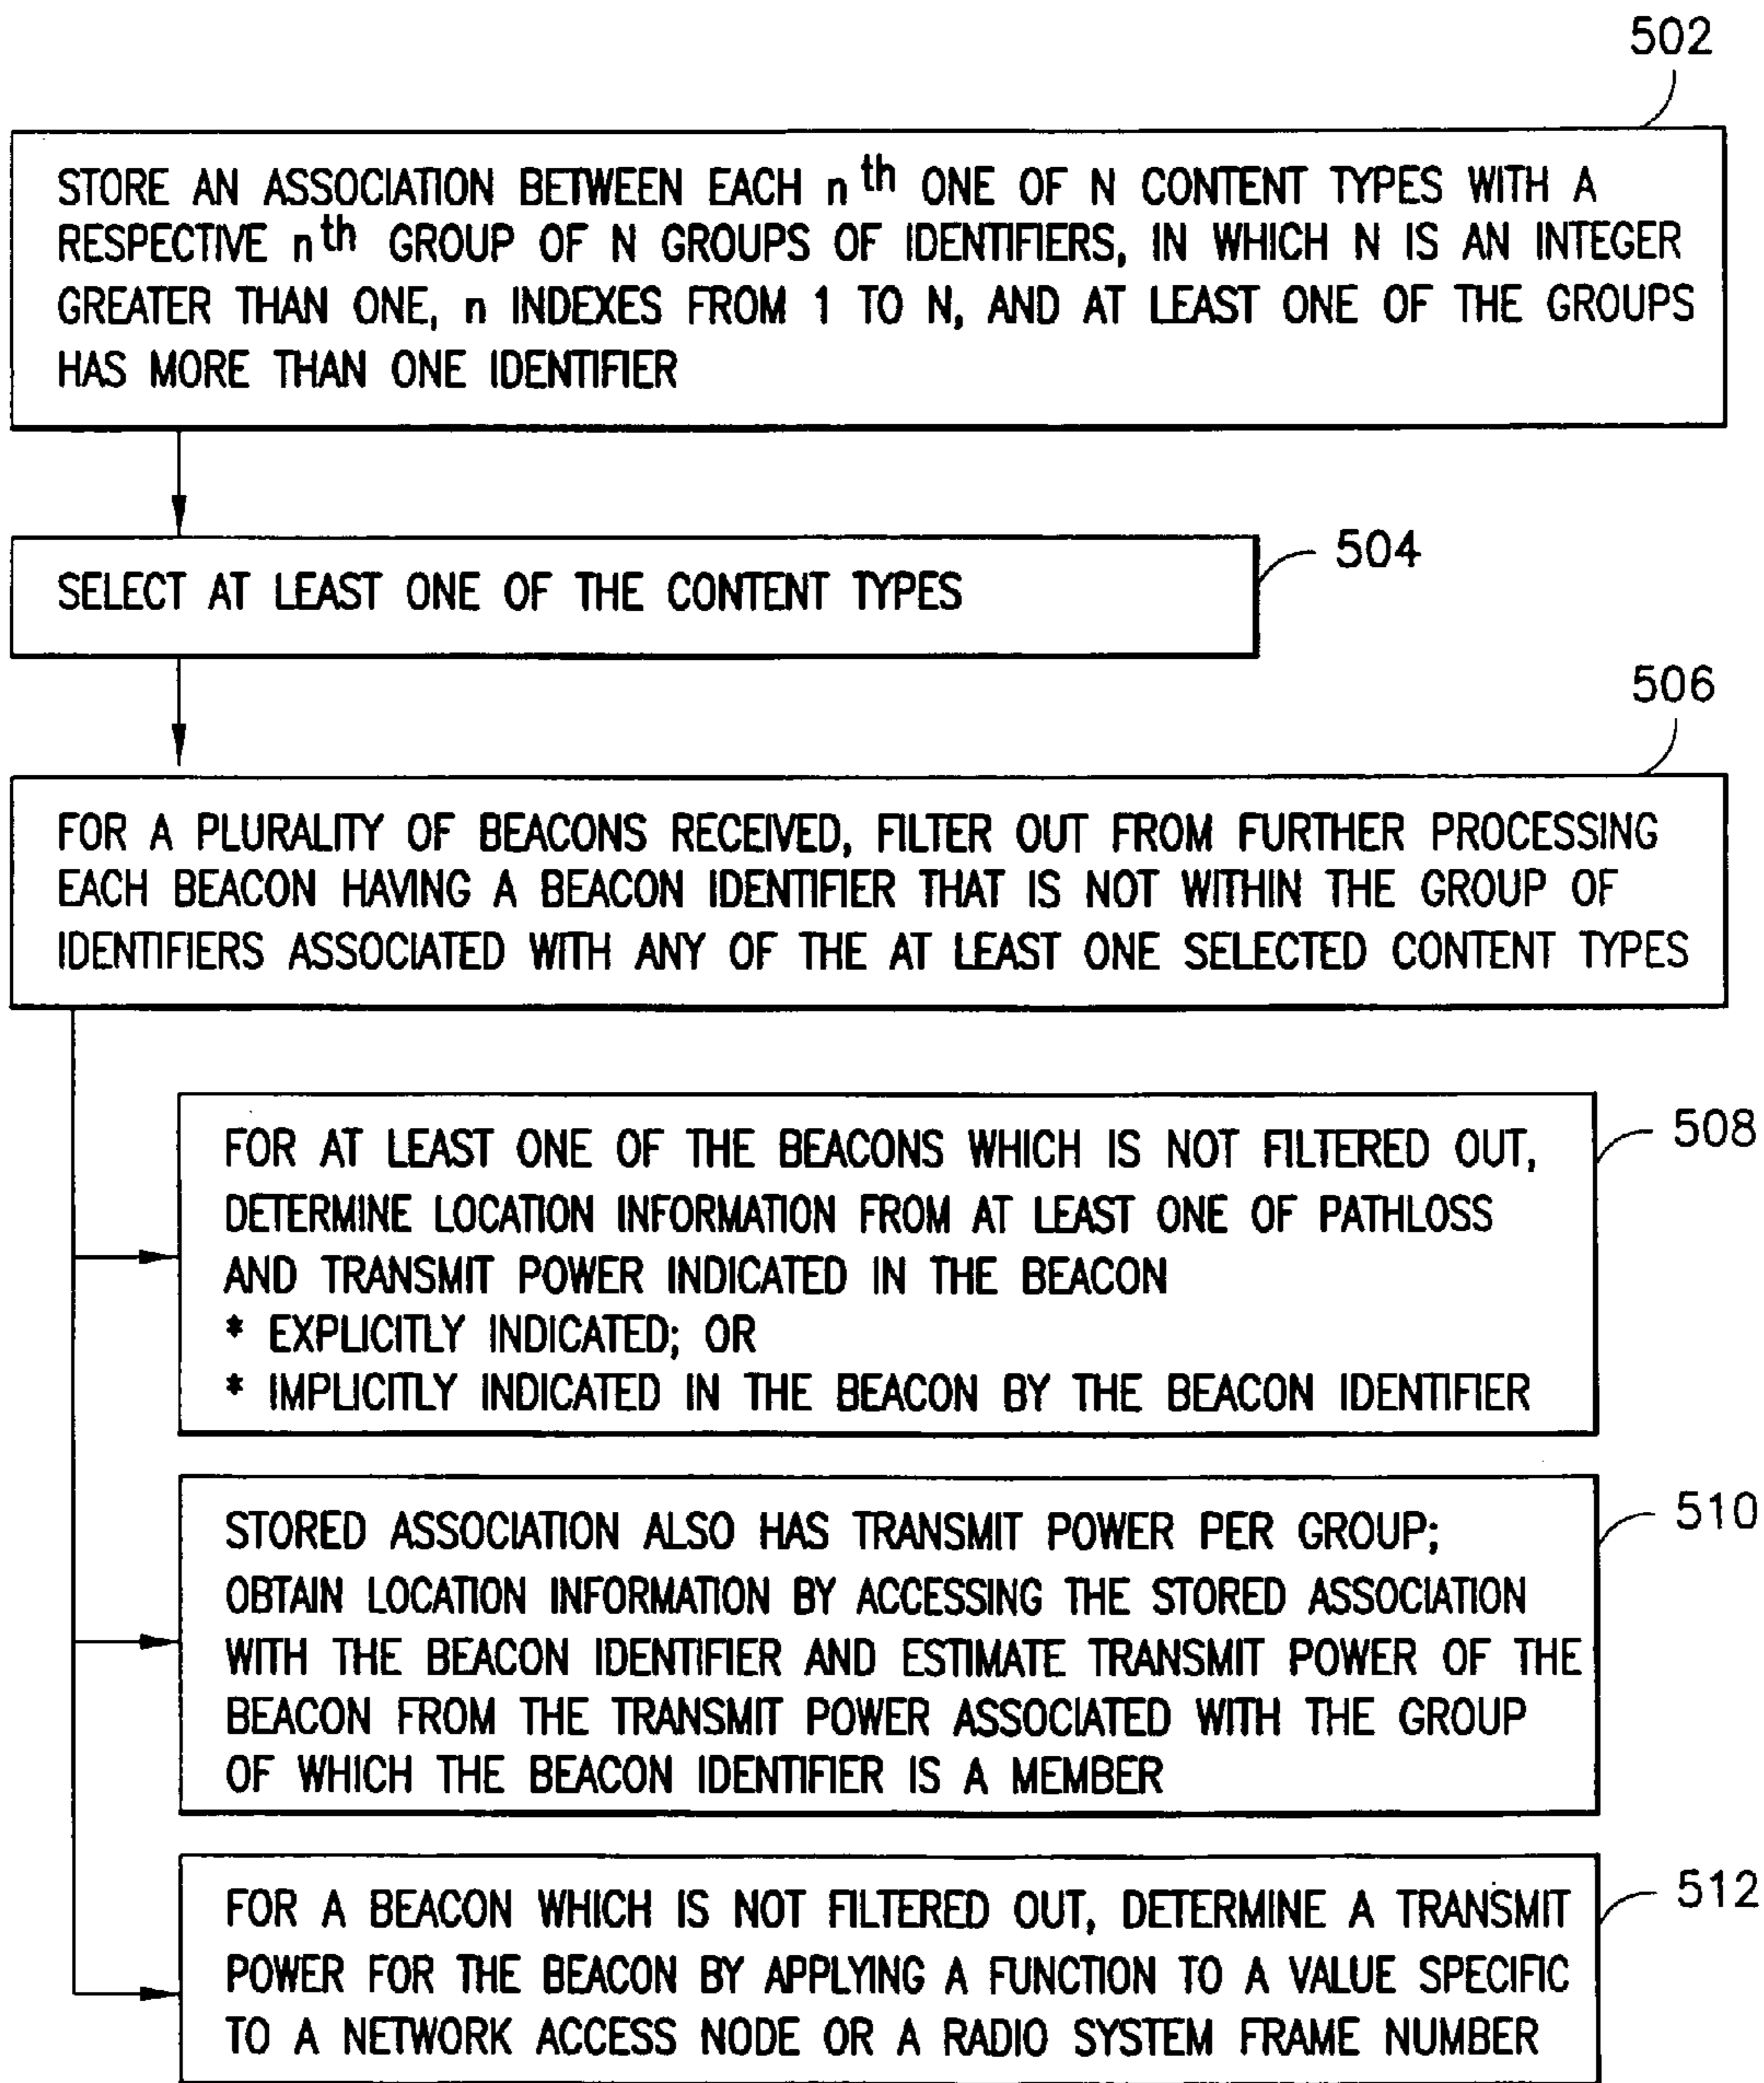 502
STORE AN ASSOCIATION BETWEEN EACH nth ONE OF N CONTENT TYPES WITH A
RESPECTIVE nth GROUP OF N GROUPS OF IDENTIFIERS, IN WHICH N IS AN INTEGER
GREATER THAN ONE, n INDEXES FROM 1 TO N, AND AT LEAST ONE OF THE GROUPS
HAS MORE THAN ONE IDENTIFIER
504
SELECT AT LEAST ONE OF THE CONTENT TYPES
506
FOR A PLURALITY OF BEACONS RECEIVED, FILTER OUT FROM FURTHER PROCESSING
EACH BEACON HAVING A BEACON IDENTIFIER THAT IS NOT WITHIN THE GROUP OF
IDENTIFIERS ASSOCIATED WITH ANY OF THE AT LEAST ONE SELECTED CONTENT TYPES
508
FOR AT LEAST ONE OF THE BEACONS WHICH IS NOT FILTERED OUT,
DETERMINE LOCATION INFORMATION FROM AT LEAST ONE OF PATHLOSS
AND TRANSMIT POWER INDICATED IN THE BEACON
* EXPLICITLY INDICATED; OR
* IMPLICITLY INDICATED IN THE BEACON BY THE BEACON IDENTIFIER
510
STORED ASSOCIATION ALSO HAS TRANSMIT POWER PER GROUP;
OBTAIN LOCATION INFORMATION BY ACCESSING THE STORED ASSOCIATION
WITH THE BEACON IDENTIFIER AND ESTIMATE TRANSMIT POWER OF THE
BEACON FROM THE TRANSMIT POWER ASSOCIATED WITH THE GROUP
OF WHICH THE BEACON IDENTIFIER IS A MEMBER
512
FOR A BEACON WHICH IS NOT FILTERED OUT, DETERMINE A TRANSMIT
POWER FOR THE BEACON BY APPLYING A FUNCTION TO A VALUE SPECIFIC
TO A NETWORK ACCESS NODE OR A RADIO SYSTEM FRAME NUMBER